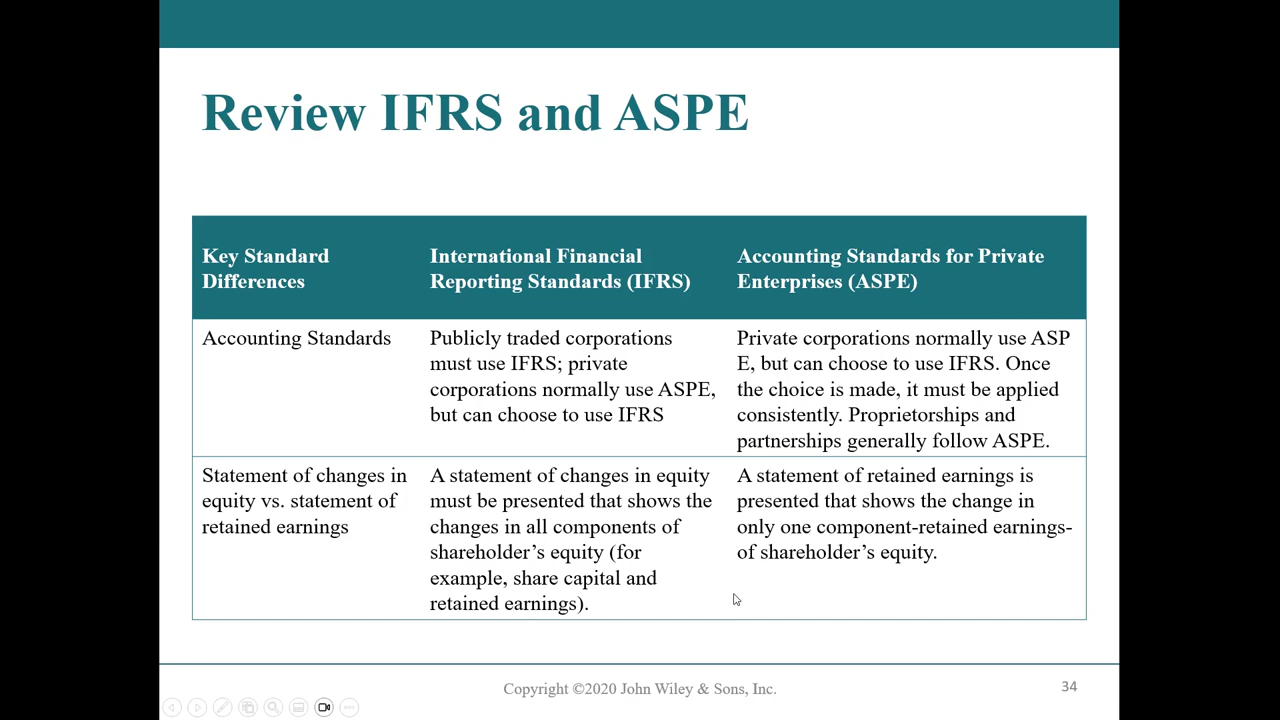 Review IFRS and ASPE
Key Standard
Differences
International Financial
Reporting Standards (IFRS)
Accounting Standards for Private
Enterprises (ASPE)
Accounting Standards
Publicly traded corporations
must use IFRS; private
corporations normally use ASPE,
but can choose to use IFRS
Private corporations normally use ASP
E, but can choose to use IFRS. Once
the choice is made, it must be applied
consistently. Proprietorships and
partnerships generally follow ASPE.
Statement of changes in
equity vs. statement of
retained earnings
A statement of changes in equity
must be presented that shows the
changes in all components of
shareholder’s equity (for
example, share capital and
retained earnings).
A statement of retained earnings is
presented that shows the change in
only one component-retained earnings-
of shareholder’s equity.
Copyright ©2020 John Wiley & Sons, Inc.
34